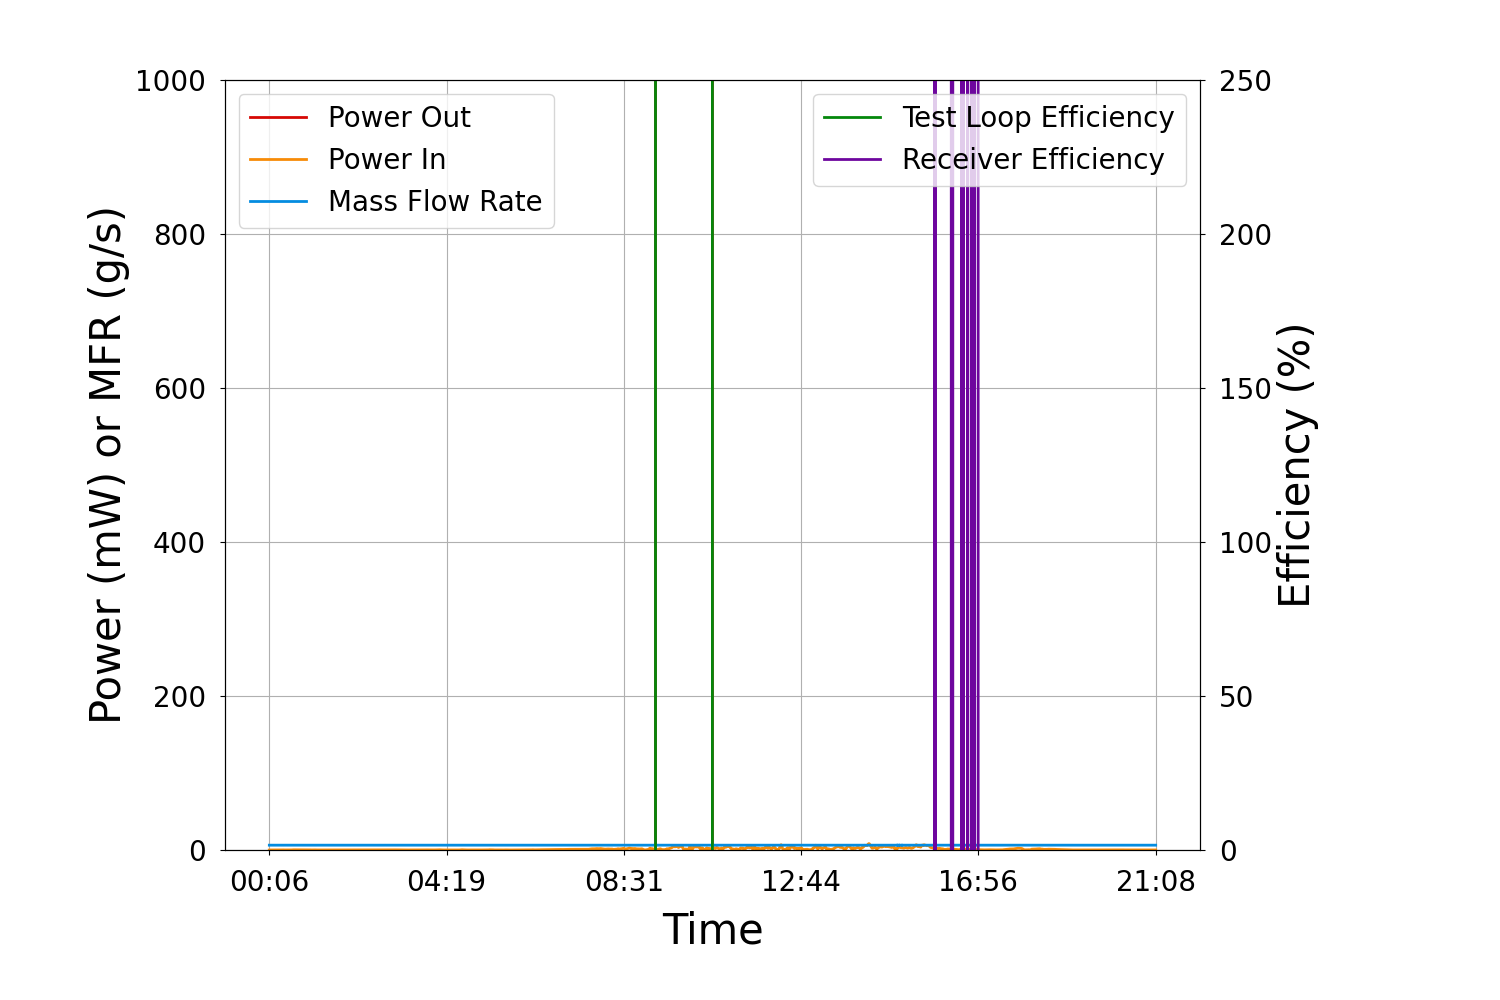 1000
800
600
400
200
0
Power (mW) or MFR (g/s)
Power Out
Power In
Mass Flow Rate
Test Loop Efficiency
Receiver Efficiency
250
200
150
100
50
0
Efficiency (%)
00:06 04:19 08:31 12:44 16:56 21:08
Time